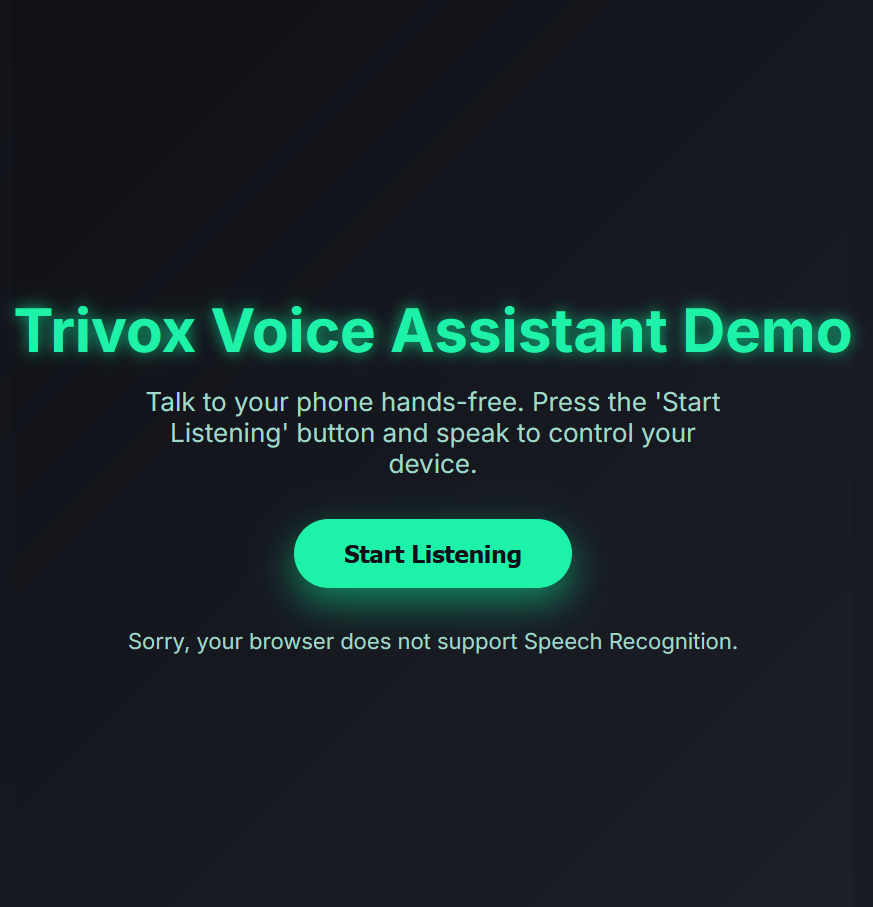 Trivox Voice Assistant Demo
Talk to your phone hands-free. Press the 'Start
Listening' button and speak to control your
device.
Start Listening
Sorry, your browser does not support Speech Recognition.